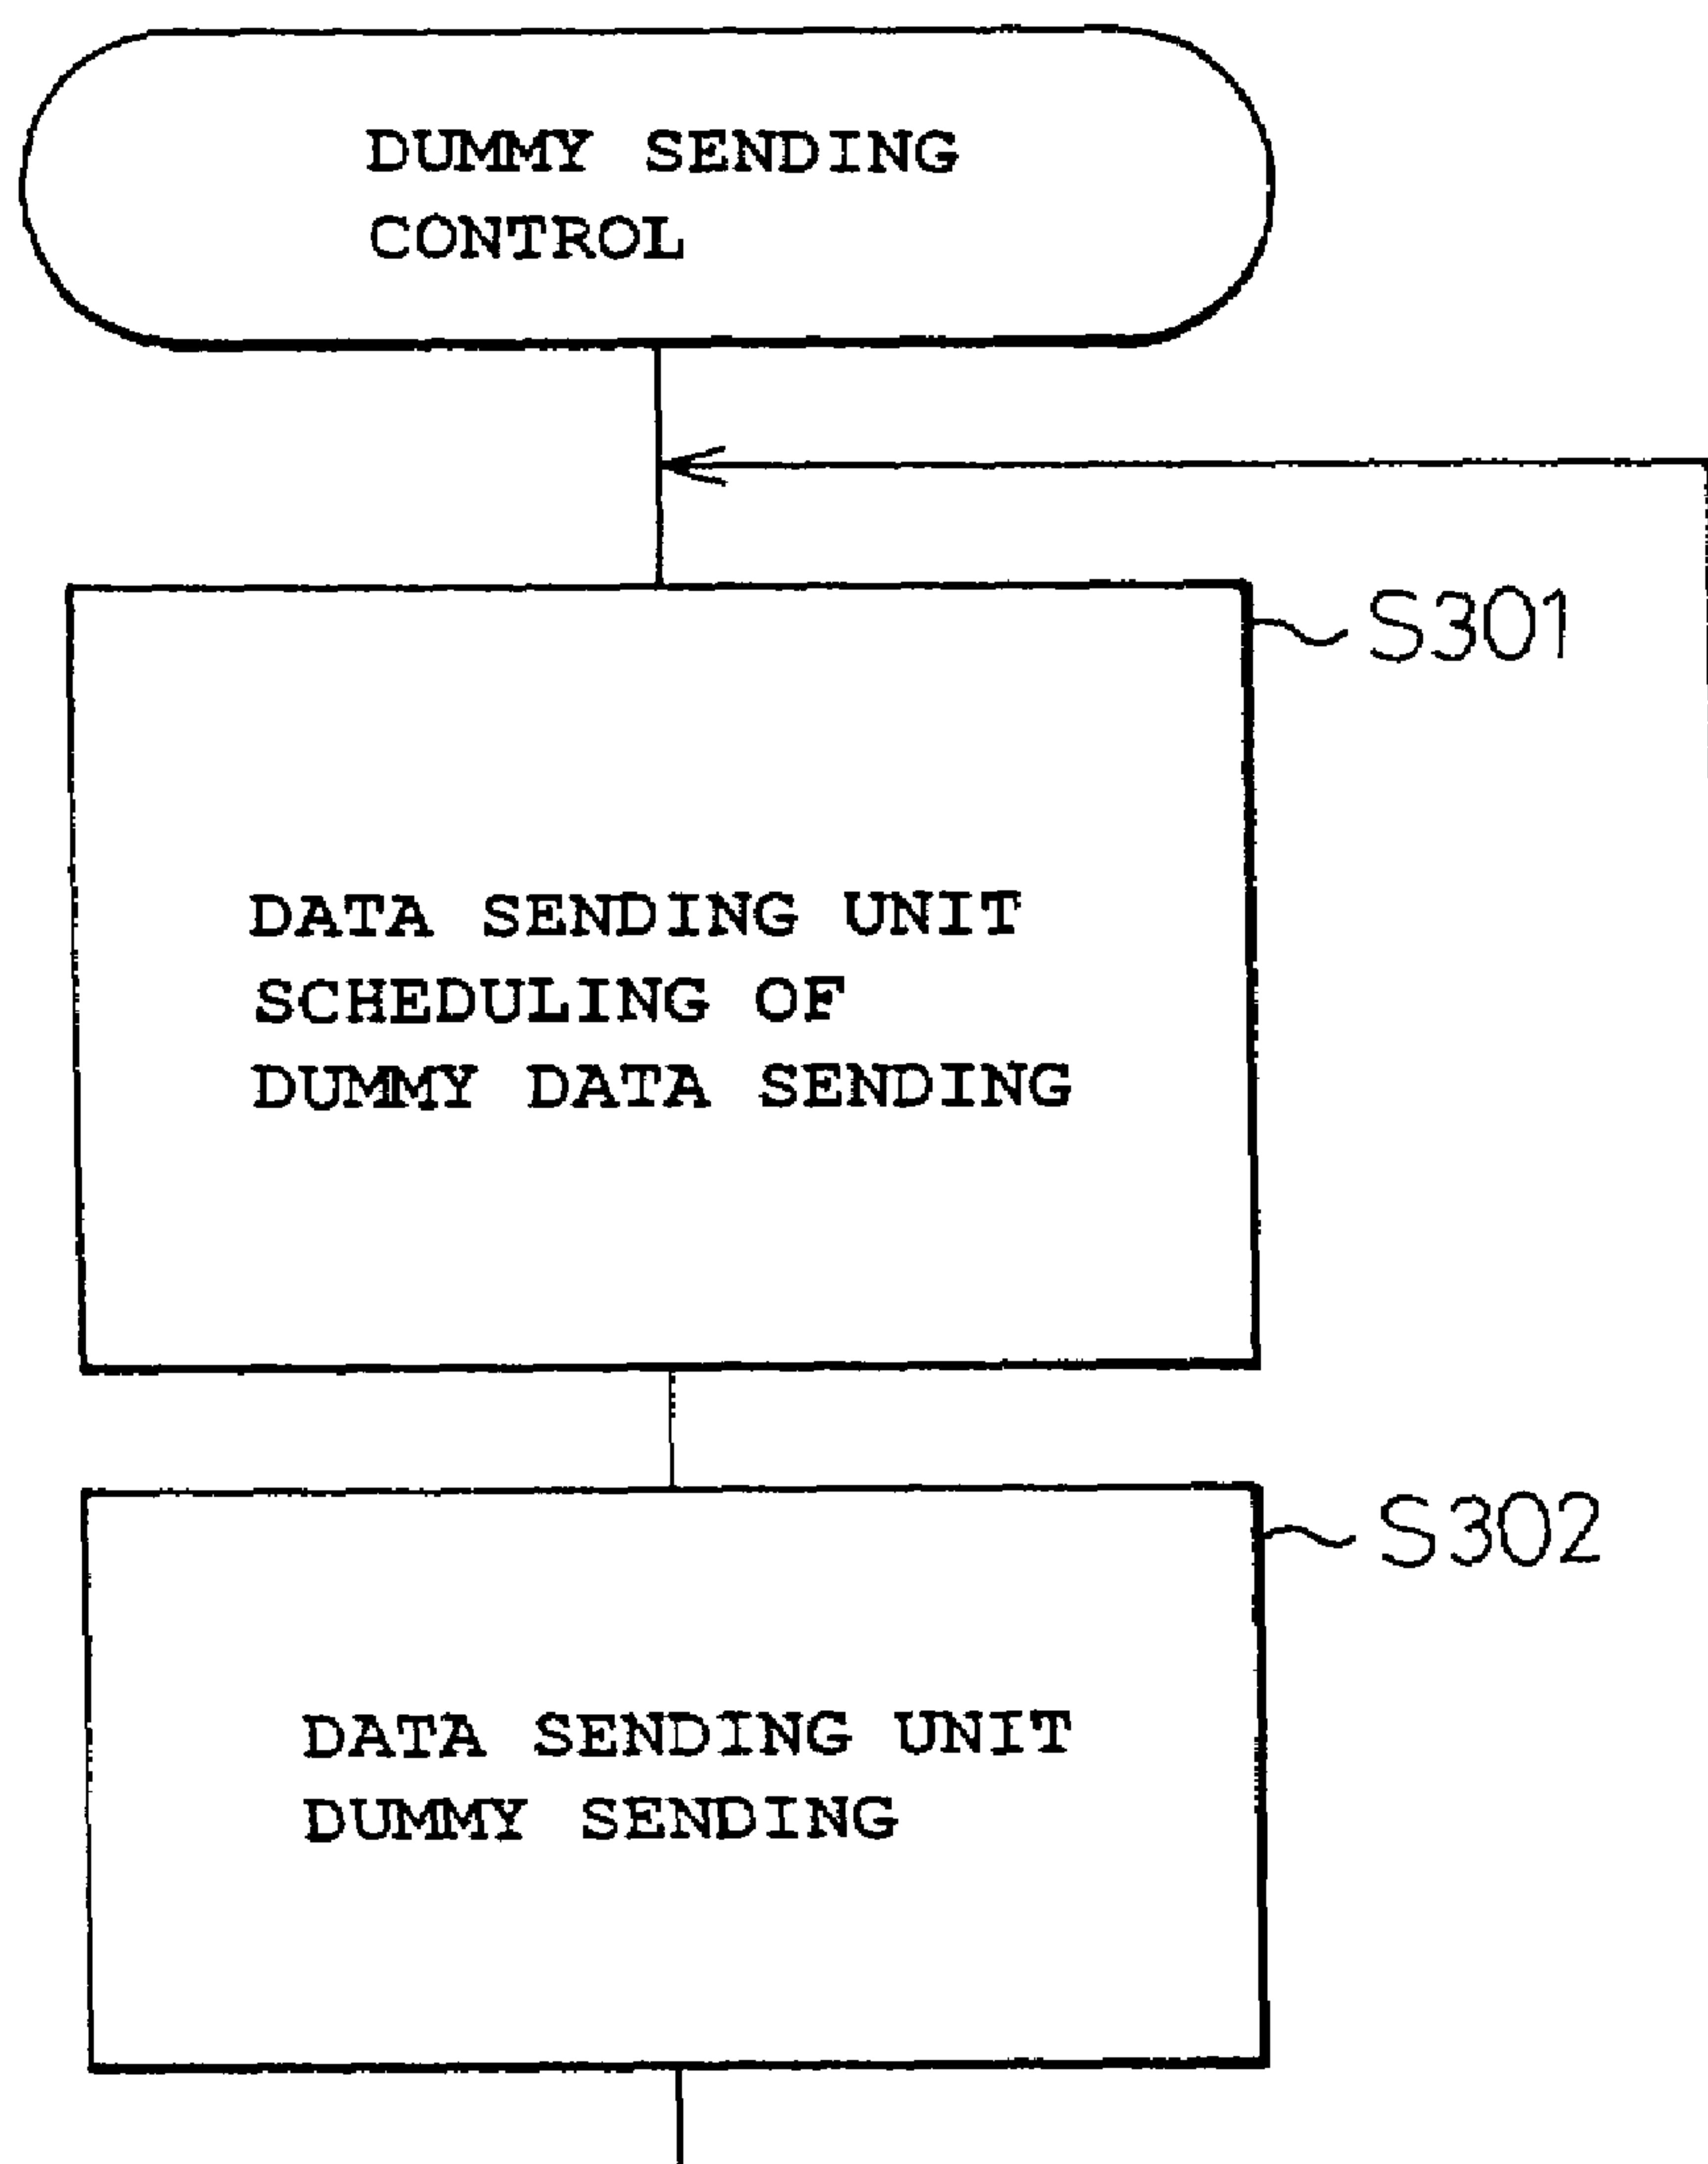 DUMMY SENDING
CONTROL
S301
DATA SENDING UNIT
SCHEDULING OF
DUMMY DATA SENDING
S302
DATA SENDING UNIT
DUMMY SENDING